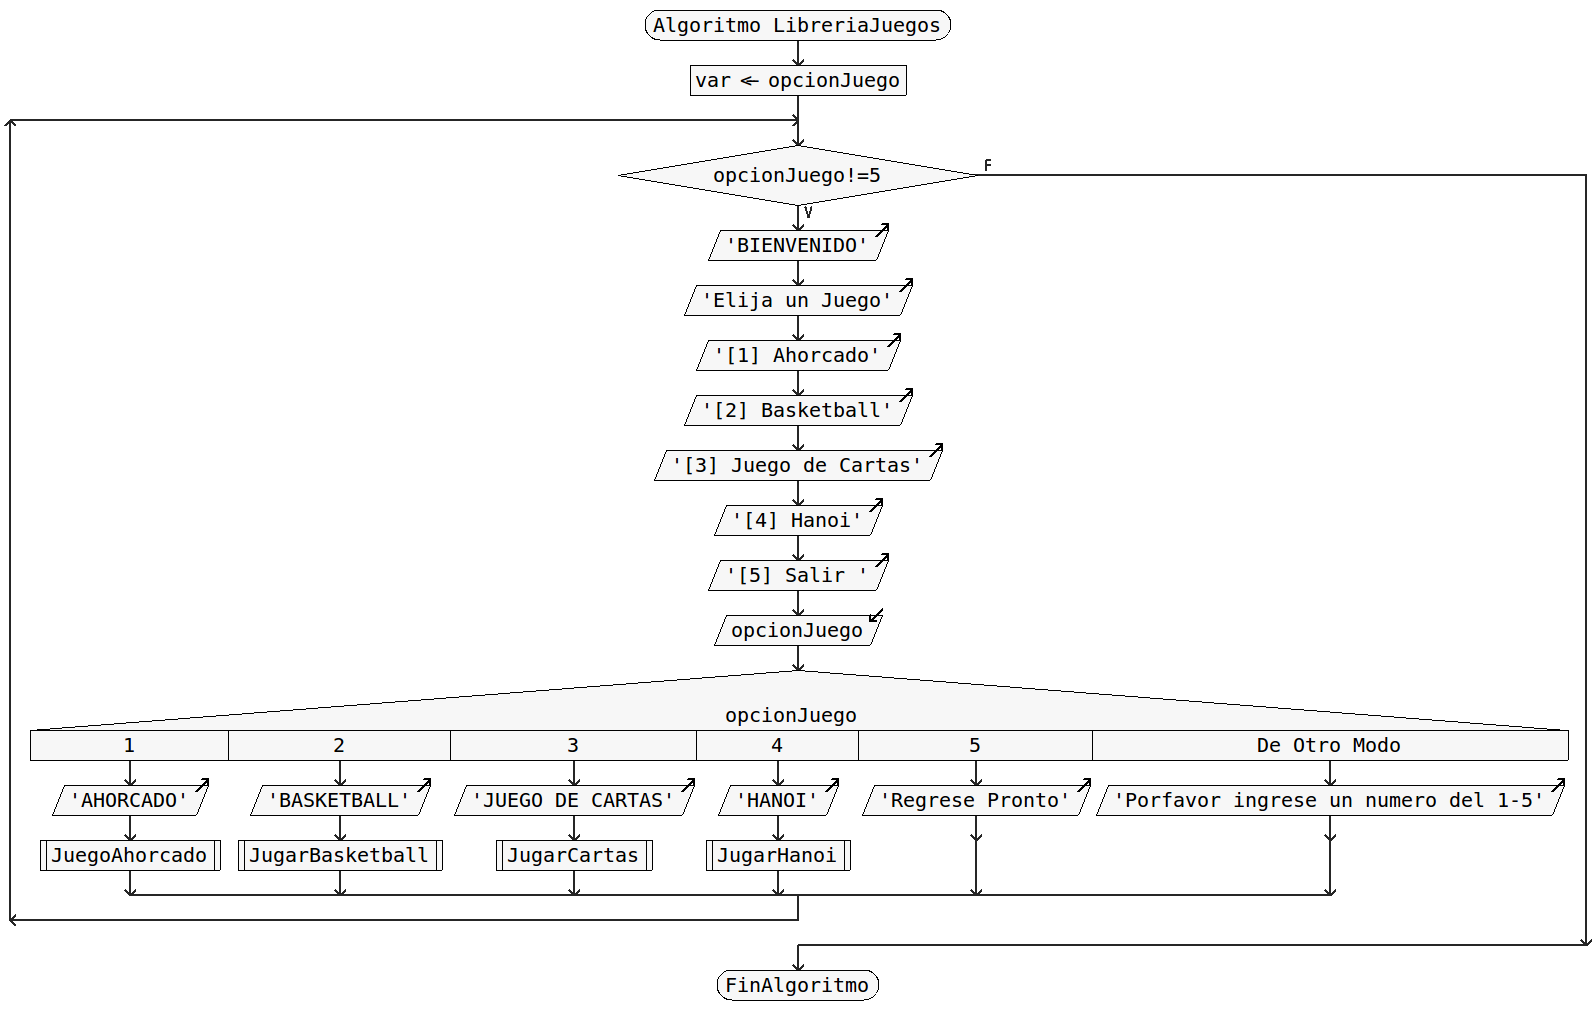 Algoritmo LibreriaJuegos
var ← opcionJuego
opcionJuego!=5
F
V
'BIENVENIDO'
'Elija un Juego'
'[1] Ahorcado'
'[2] Basketball'
'[3] Juego de Cartas'
'[4] Hanoi'
'[5] Salir '
opcionJuego
opcionJuego
1 2 3 4 5 De Otro Modo
'AHORCADO' 'BASKETBALL' 'JUEGO DE CARTAS' 'HANOI' 'Regrese Pronto' 'Porfavor ingrese un numero del 1-5'
JuegoAhorcado JugarBasketball JugarCartas JugarHanoi
FinAlgoritmo